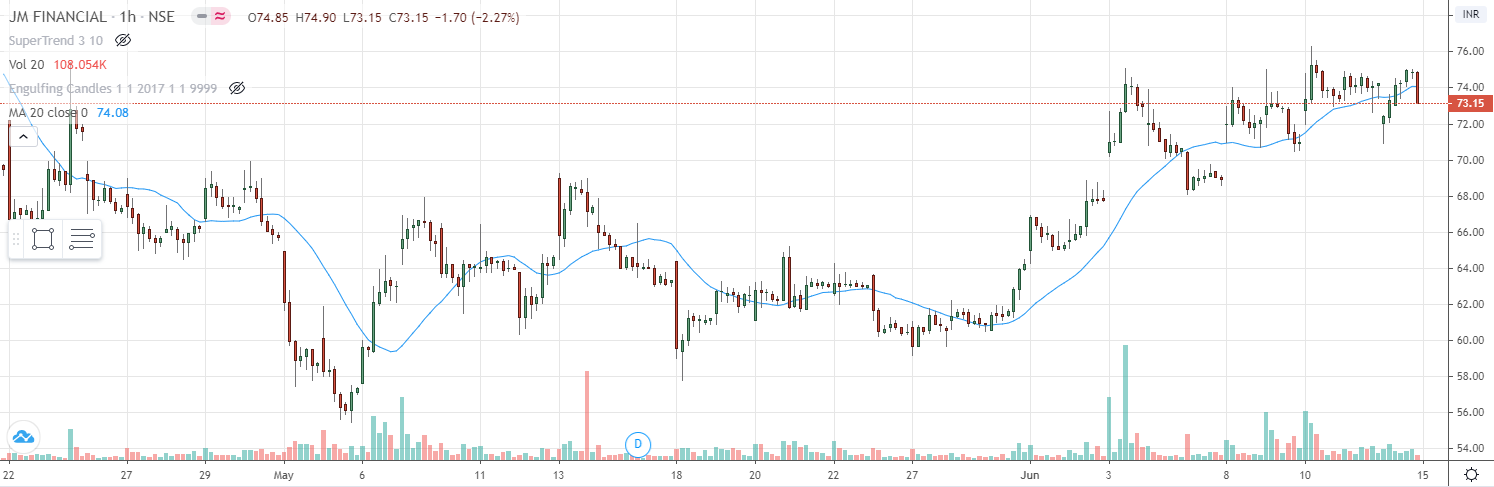 JM FINANCIAL · 1h · NSE O74.85 H74.90 L73.15 C73.15 −1.70 (−2.27%)
INR
SuperTrend 3 10
Vol 20 108.054K
Engulfing Candles 1 1 2017 1 1 9999
MA 20 close 0 74.08
76.00
74.00
73.15
72.00
70.00
68.00
66.00
64.00
62.00
60.00
58.00
56.00
54.00
D
22 27 29 May 6 11 13 18 20 22 27 Jun 3 8 10 15